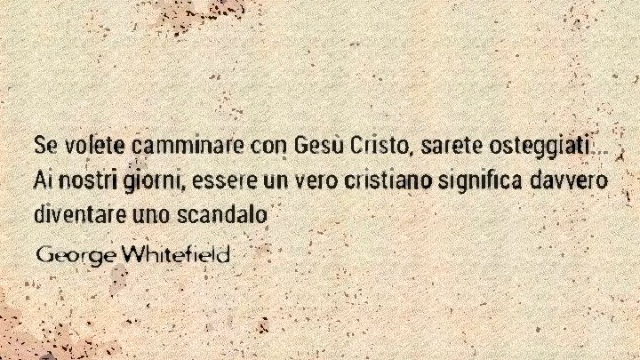 Se volete camminare con Gesù Cristo, sarete osteggiati...
Ai nostri giorni, essere un vero cristiano significa davvero
diventare uno scandalo
George Whitefield